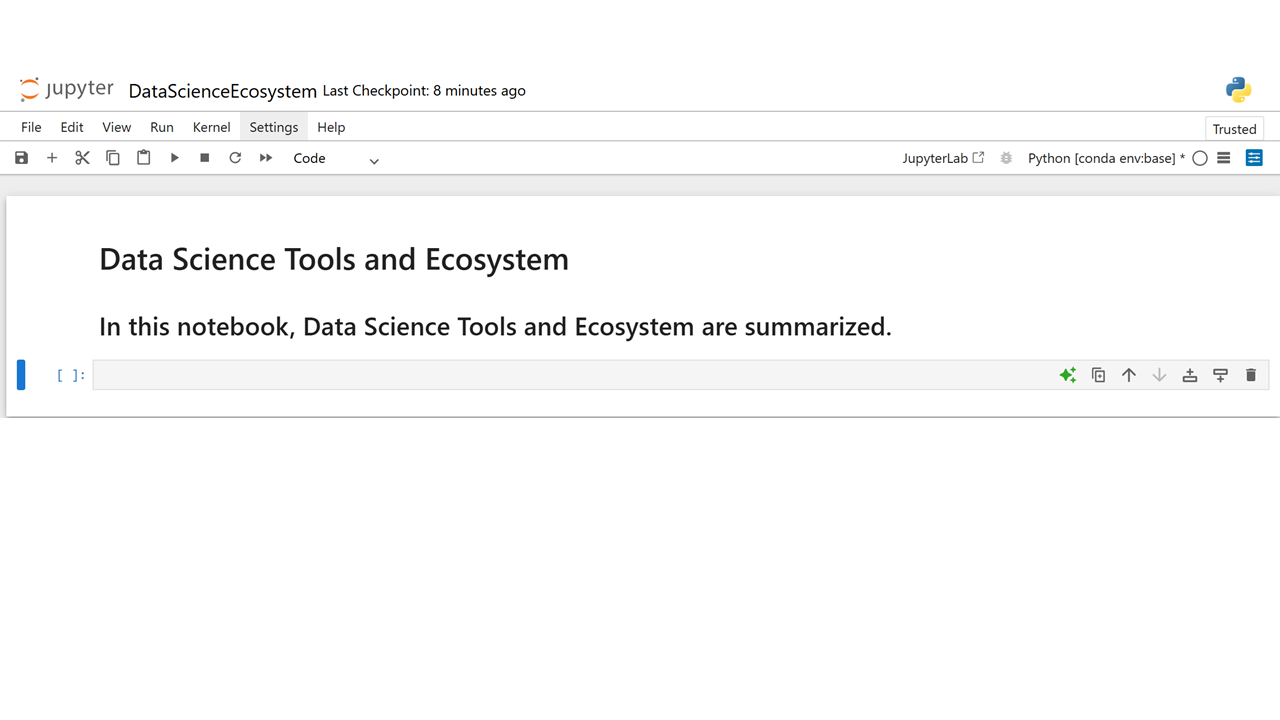 jupyter DataScienceEcosystem Last Checkpoint: 8 minutes ago
File Edit View Run Kernel Settings Help Trusted
Code JupyterLab Python [conda env:base] *
Data Science Tools and Ecosystem
In this notebook, Data Science Tools and Ecosystem are summarized.
[ ]: